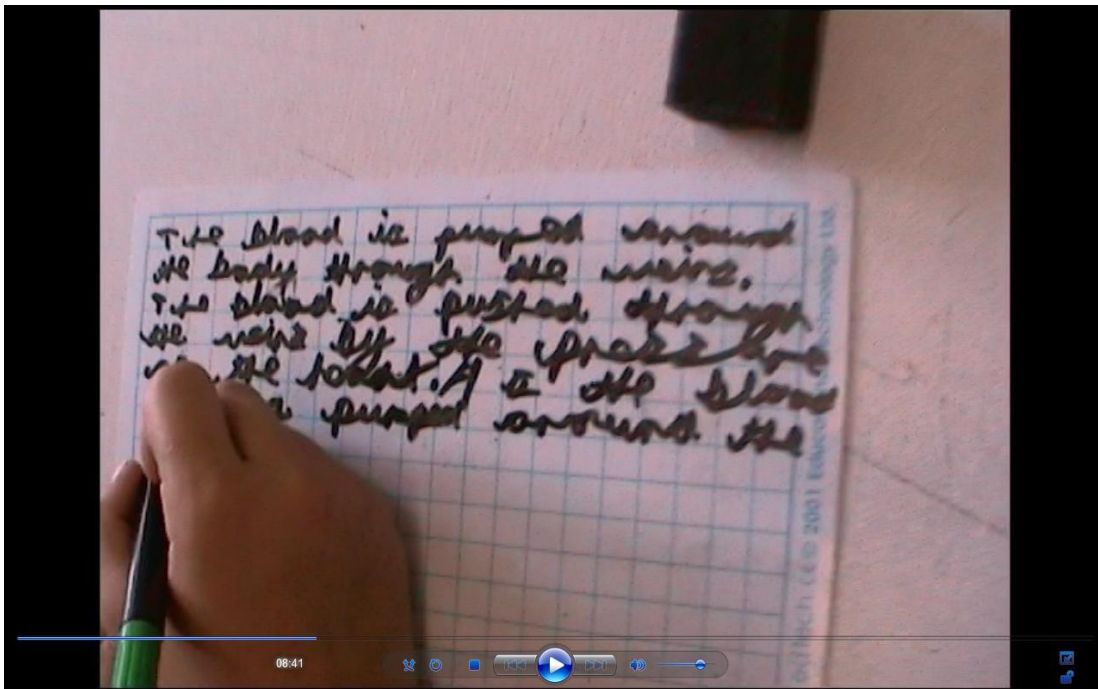 The blood is pumped around
the body through the veins.
The blood is pushed through
the veins by the pressure
the heart. A I the blood
pumped around the
08:41
© 2001